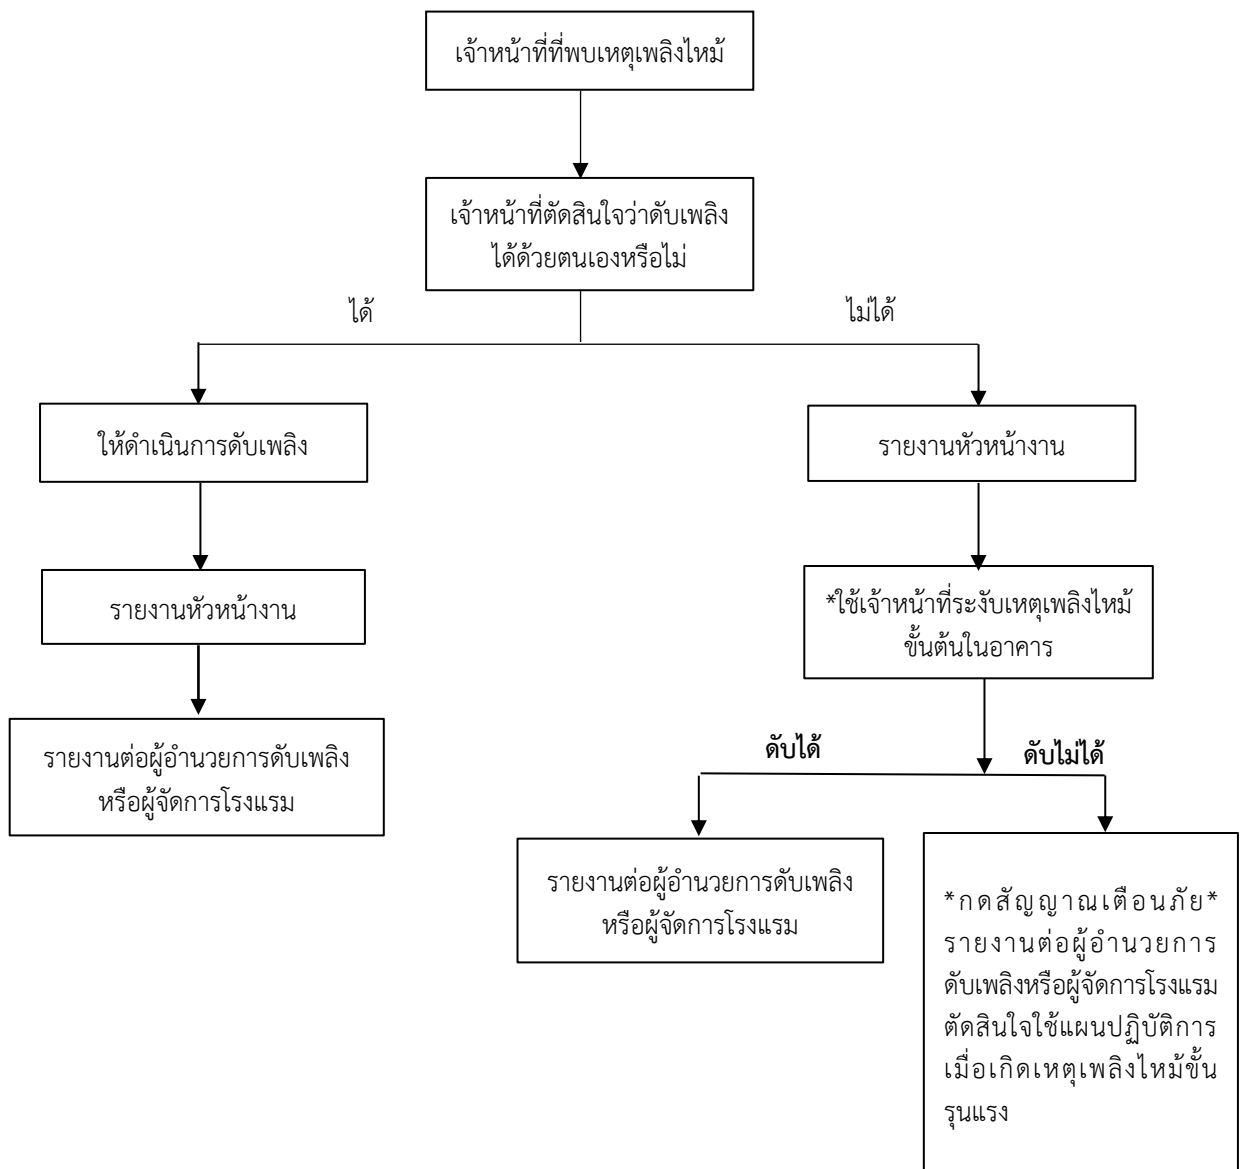 เจ้าหน้าที่ที่พบเหตุเพลิงไหม้
เจ้าหน้าที่ตัดสินใจว่าดับเพลิง
ได้ด้วยตนเองหรือไม่
ได้
ไม่ได้
ให้ดำเนินการดับเพลิง
รายงานหัวหน้างาน
รายงานหัวหน้างาน
*ใช้เจ้าหน้าที่ระงับเหตุเพลิงไหม้
ขั้นต้นในอาคาร
รายงานต่อผู้อำนวยการดับเพลิง
หรือผู้จัดการโรงแรม
ดับได้
ดับไม่ได้
รายงานต่อผู้อำนวยการดับเพลิง
หรือผู้จัดการโรงแรม
*กดสัญญาณเตือนภัย*
รายงานต่อผู้อำนวยการ
ดับเพลิงหรือผู้จัดการโรงแรม
ตัดสินใจใช้แผนปฏิบัติการ
เมื่อเกิดเหตุเพลิงไหม้ขั้น
รุนแรง